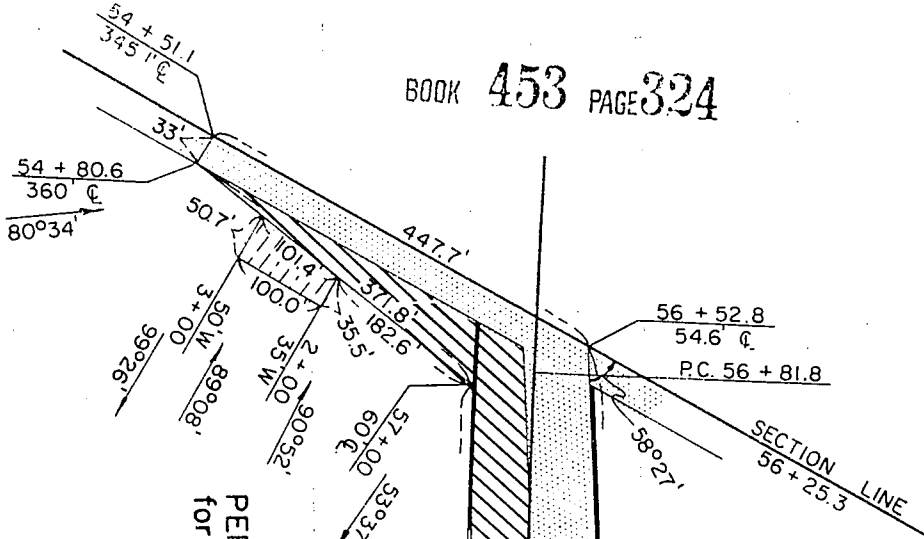 54 + 51.1
345.1' ℄
BOOK 453 PAGE 324
33'
54 + 80.6
360' ℄
80°34'
50.7'
101.4'
100.0'
371.8'
182.6'
35.5'
447.7'
56 + 52.8
54.6' ℄
P.C. 56 + 81.8
58°27'
SECTION LINE
56 + 25.3
3 + 00
50' W
99°26'
89°08'
2 + 00
35' W
90°52'
57 + 00
60' ℄
53°37
for